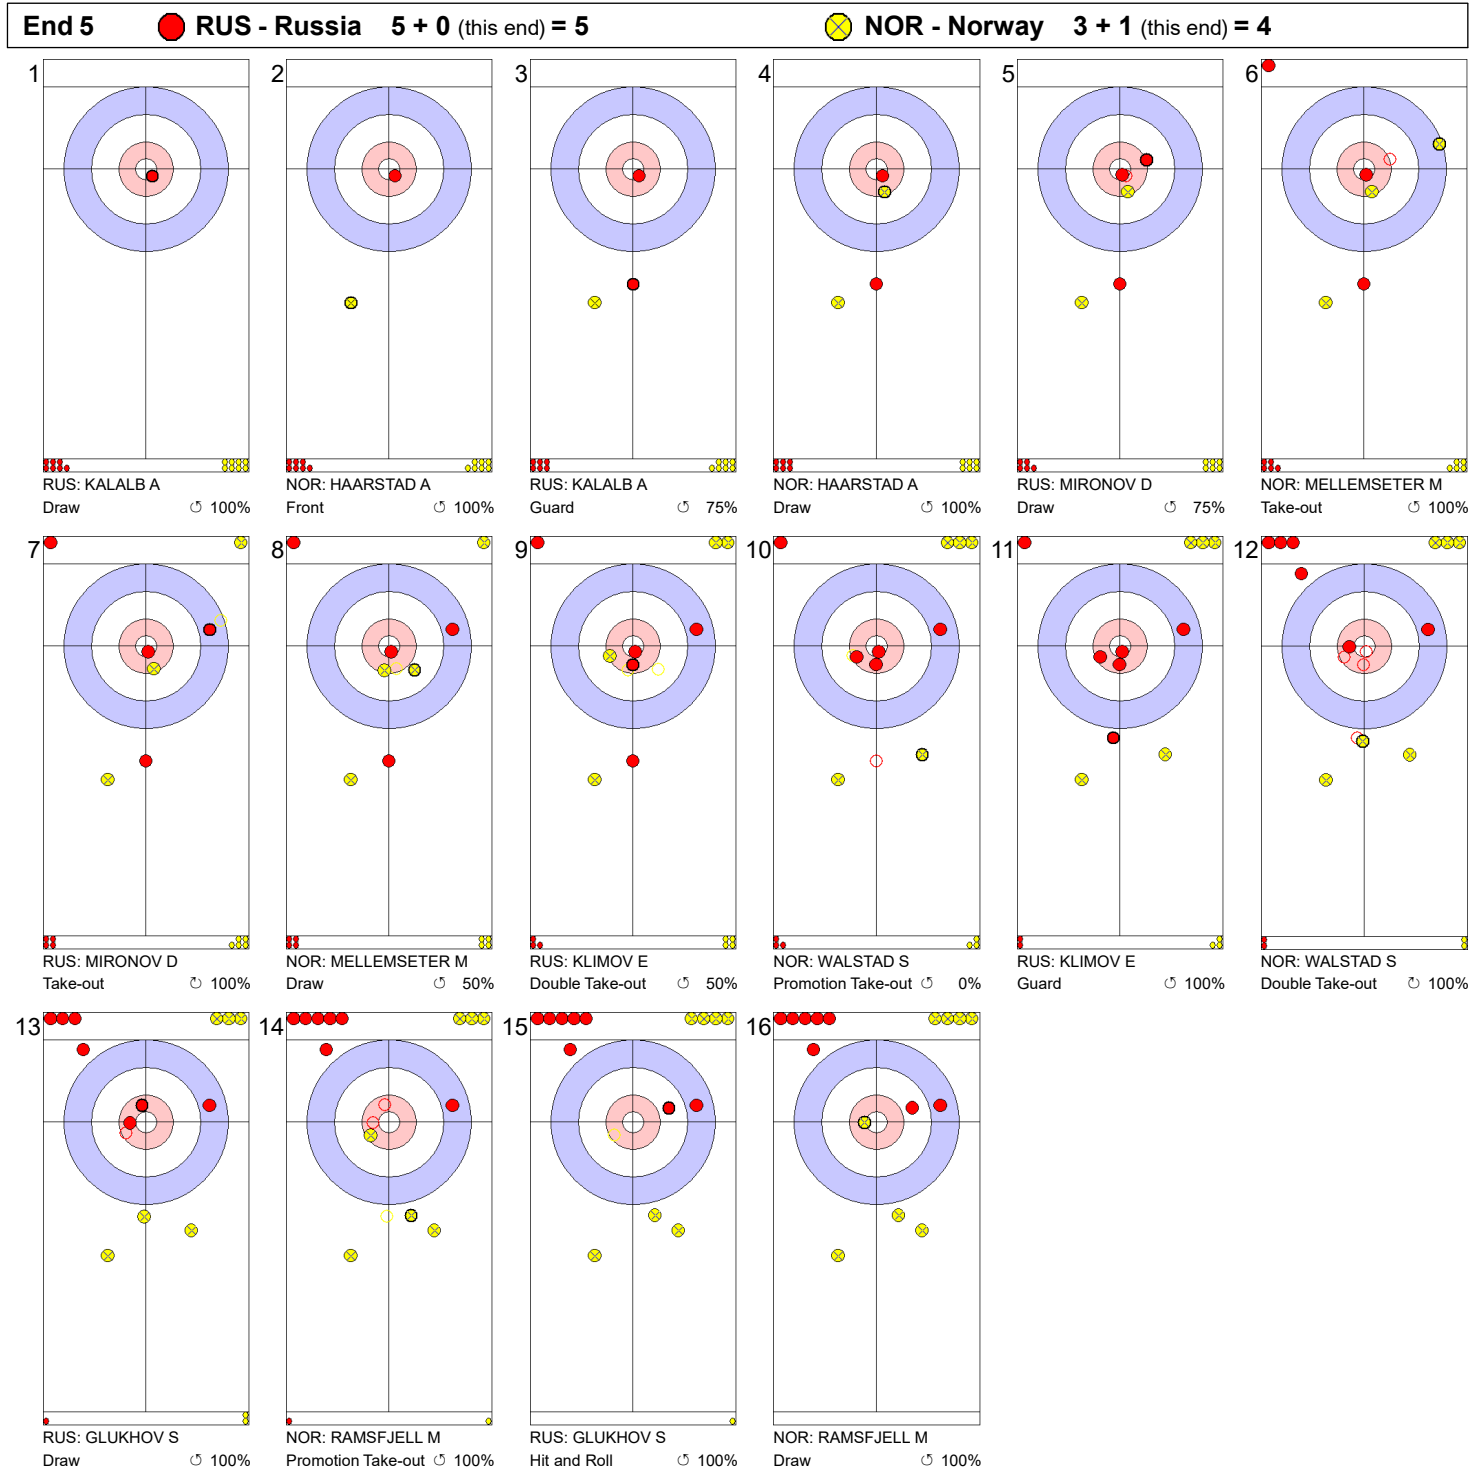 End 5 RUS - Russia 5 + 0 (this end) = 5 NOR - Norway 3 + 1 (this end) = 4
1 2 3 4 5 6
RUS: KALALB A NOR: HAARSTAD A RUS: KALALB A NOR: HAARSTAD A RUS: MIRONOV D NOR: MELLEMSETER M
Draw 100% Front 100% Guard 75% Draw 100% Draw 75% Take-out 100%
7 8 9 10 11 12
RUS: MIRONOV D NOR: MELLEMSETER M RUS: KLIMOV E NOR: WALSTAD S RUS: KLIMOV E NOR: WALSTAD S
Take-out 100% Draw 50% Double Take-out 50% Promotion Take-out 0% Guard 100% Double Take-out 100%
13 14 15 16
RUS: GLUKHOV S NOR: RAMSFJELL M RUS: GLUKHOV S NOR: RAMSFJELL M
Draw 100% Promotion Take-out 100% Hit and Roll 100% Draw 100%